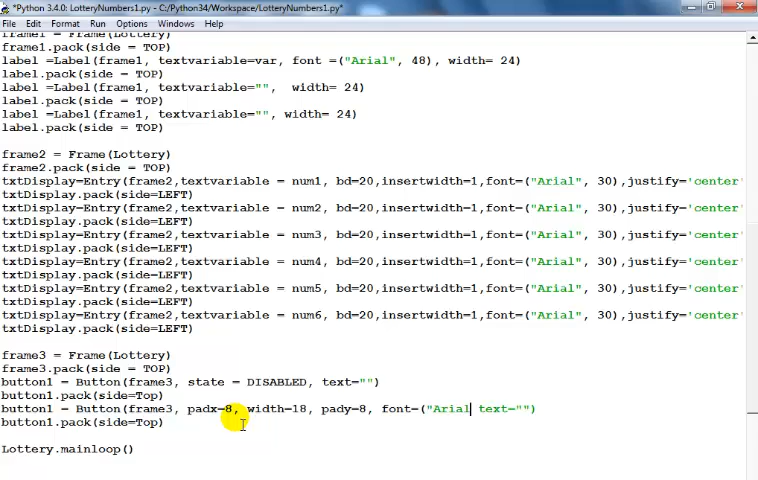 *Python 3.4.0: LotteryNumbers1.py - C:/Python34/Workspace/LotteryNumbers1.py*
File Edit Format Run Options Windows Help
frame1 = Frame(Lottery)
frame1.pack(side = TOP)
label =Label(frame1, textvariable=var, font =("Arial", 48), width= 24)
label.pack(side = TOP)
label =Label(frame1, textvariable="",  width= 24)
label.pack(side = TOP)
label =Label(frame1, textvariable="", width= 24)
label.pack(side = TOP)
frame2 = Frame(Lottery)
frame2.pack(side = TOP)
txtDisplay=Entry(frame2,textvariable = num1, bd=20,insertwidth=1,font=("Arial", 30),justify='center'
txtDisplay.pack(side=LEFT)
txtDisplay=Entry(frame2,textvariable = num2, bd=20,insertwidth=1,font=("Arial", 30),justify='center'
txtDisplay.pack(side=LEFT)
txtDisplay=Entry(frame2,textvariable = num3, bd=20,insertwidth=1,font=("Arial", 30),justify='center'
txtDisplay.pack(side=LEFT)
txtDisplay=Entry(frame2,textvariable = num4, bd=20,insertwidth=1,font=("Arial", 30),justify='center'
txtDisplay.pack(side=LEFT)
txtDisplay=Entry(frame2,textvariable = num5, bd=20,insertwidth=1,font=("Arial", 30),justify='center'
txtDisplay.pack(side=LEFT)
txtDisplay=Entry(frame2,textvariable = num6, bd=20,insertwidth=1,font=("Arial", 30),justify='center'
txtDisplay.pack(side=LEFT)
frame3 = Frame(Lottery)
frame3.pack(side = TOP)
button1 = Button(frame3, state = DISABLED, text="")
button1.pack(side=Top)
button1 = Button(frame3, padx=8, width=18, pady=8, font=("Arial text="")
button1.pack(side=Top)
Lottery.mainloop()